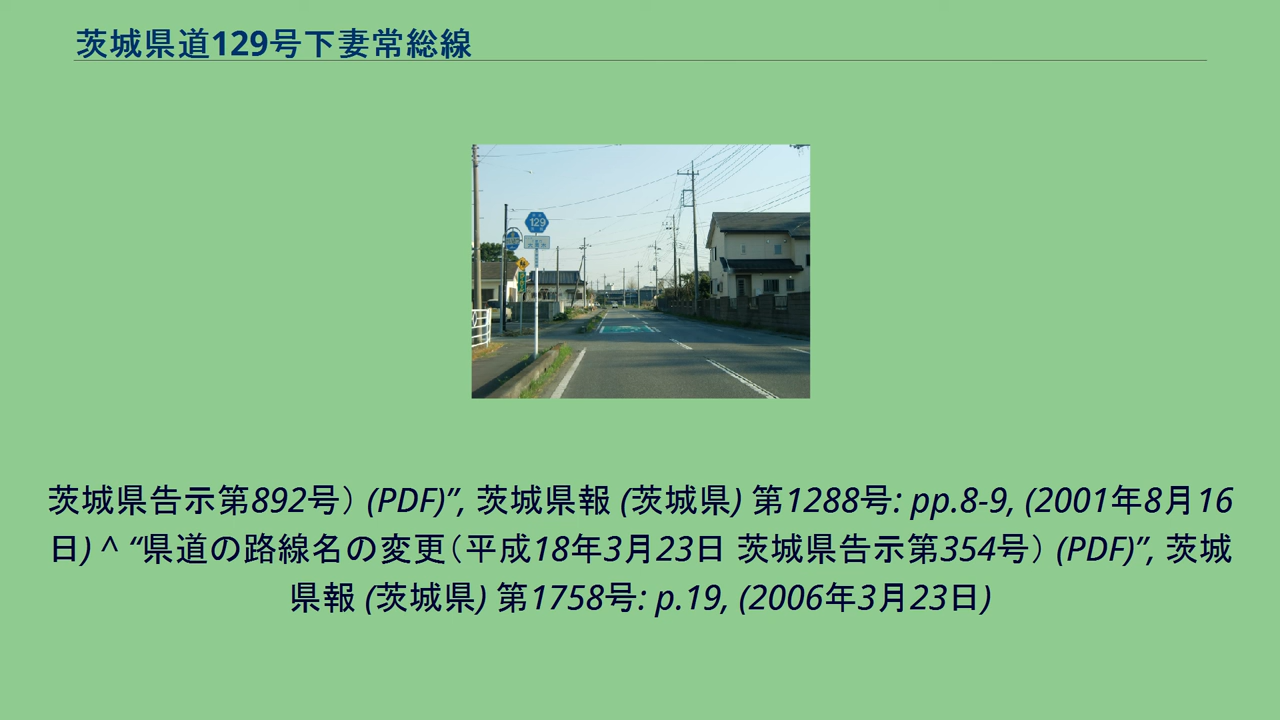 茨城県道129号下妻常総線
129
茨城県告示第892号） (PDF)”, 茨城県報 (茨城県) 第1288号: pp.8-9, (2001年8月16
日) ^ “県道の路線名の変更（平成18年3月23日 茨城県告示第354号） (PDF)”, 茨城
県報 (茨城県) 第1758号: p.19, (2006年3月23日)